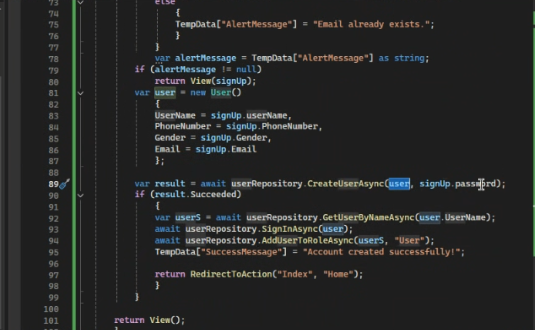 73 else
74 {
75 TempData["AlertMessage"] = "Email already exists.";
76 }
77 }
78 var alertMessage = TempData["AlertMessage"] as string;
79 if (alertMessage != null)
80 return View(signUp);
81 var user = new User()
82 {
83 UserName = signUp.userName,
84 PhoneNumber = signUp.PhoneNumber,
85 Gender = signUp.Gender,
86 Email = signUp.Email
87 };
88
89 var result = await userRepository.CreateUserAsync(user, signUp.password);
90 if (result.Succeeded)
91 {
92 var userS = await userRepository.GetUserByNameAsync(user.UserName);
93 await userRepository.SignInAsync(user);
94 await userRepository.AddUserToRoleAsync(userS, "User");
95 TempData["SuccessMessage"] = "Account created successfully!";
96
97 return RedirectToAction("Index", "Home");
98 }
99 }
100
101 return View();